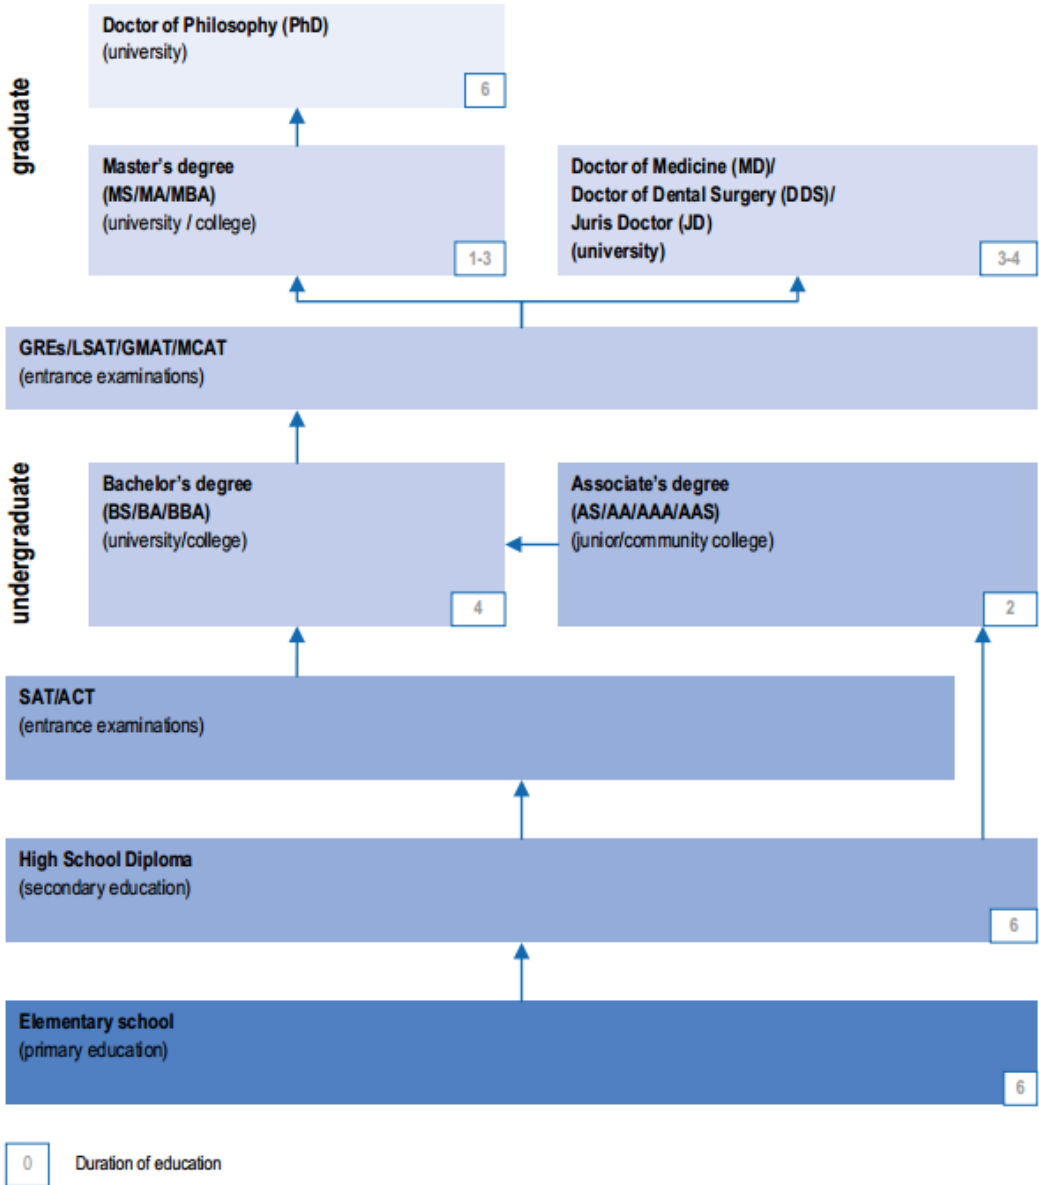 graduate
Doctor of Philosophy (PhD)
(university)
6
Master's degree
(MS/MA/MBA)
(university / college)
1-3
Doctor of Medicine (MD)/
Doctor of Dental Surgery (DDS)/
Juris Doctor (JD)
(university)
3-4
GREs/LSAT/GMAT/MCAT
(entrance examinations)
undergraduate
Bachelor's degree
(BS/BA/BBA)
(university/college)
4
Associate's degree
(AS/AA/AAA/AAS)
(junior/community college)
2
SAT/ACT
(entrance examinations)
High School Diploma
(secondary education)
6
Elementary school
(primary education)
6
0
Duration of education